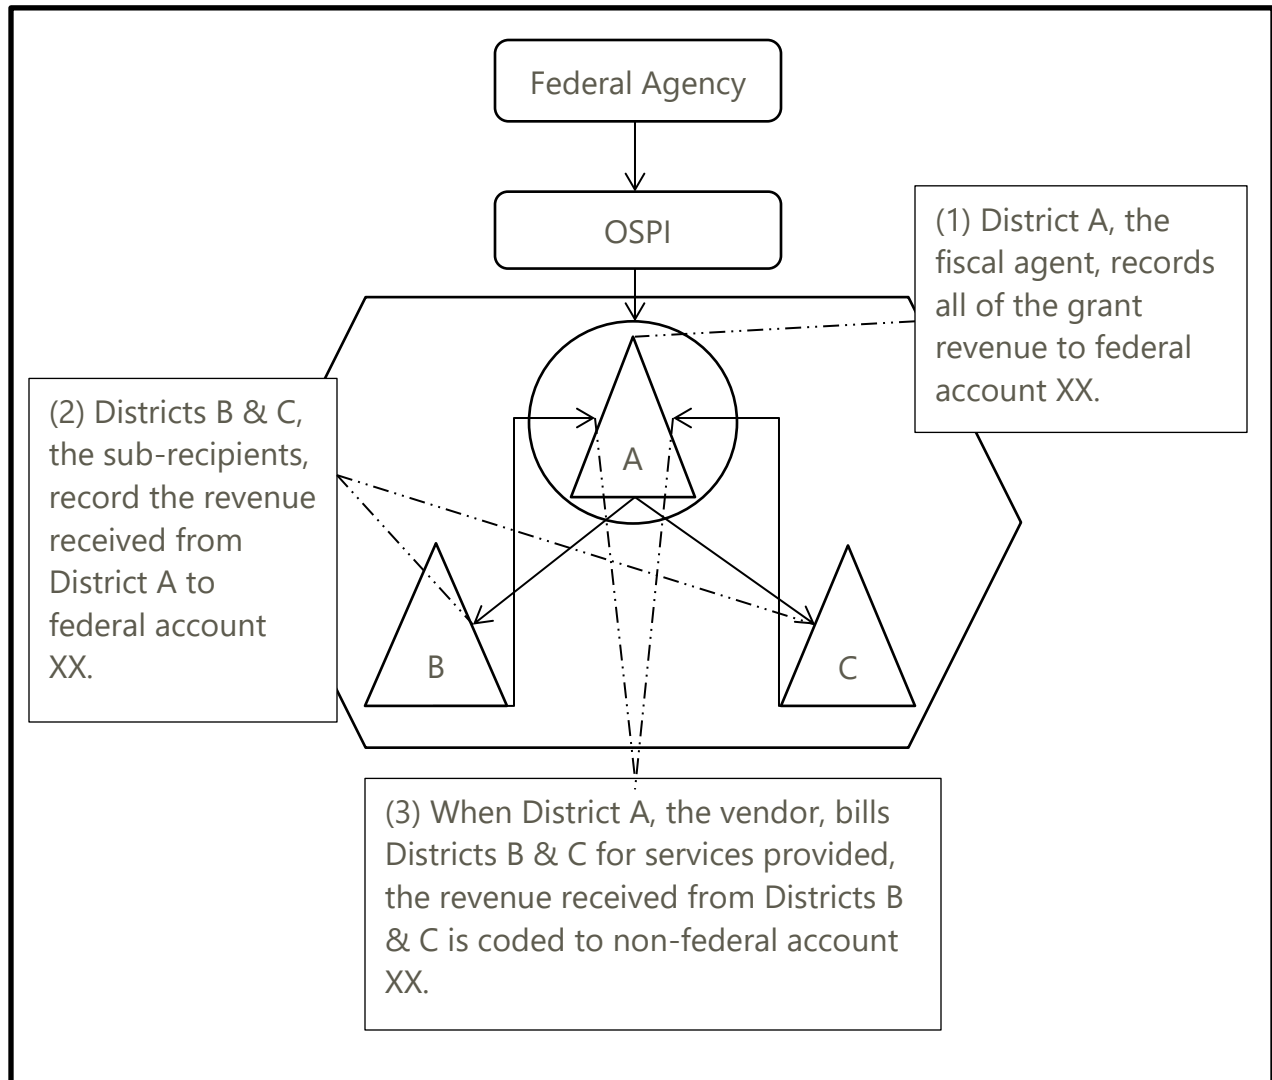 Federal Agency
OSPI
(1) District A, the
fiscal agent, records
all of the grant
revenue to federal
account XX.
(2) Districts B & C,
the sub-recipients,
record the revenue
received from
District A to
federal account
XX.
A
B
C
(3) When District A, the vendor, bills
Districts B & C for services provided,
the revenue received from Districts B
& C is coded to non-federal account
XX.